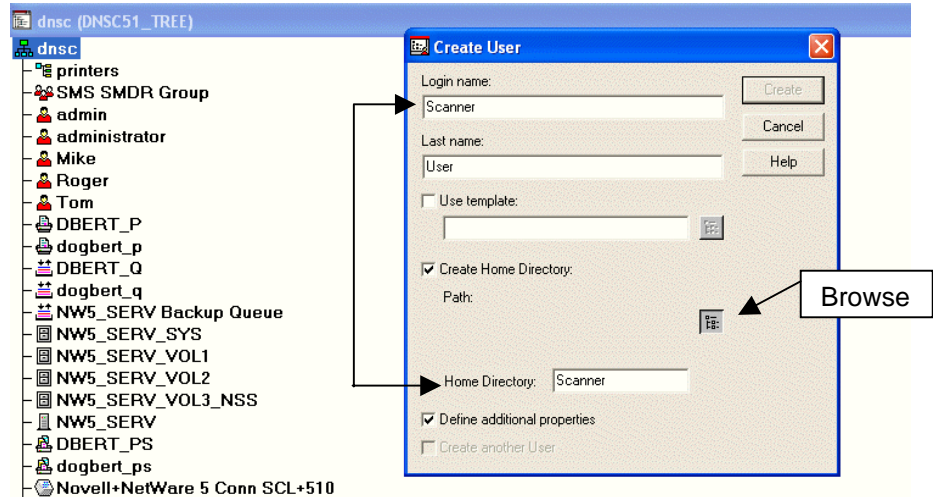 dnsc (DNSC51_TREE)
dnsc
printers
SMS SMDR Group
admin
administrator
Mike
Roger
Tom
DBERT_P
dogbert_p
DBERT_Q
dogbert_q
NW5_SERV Backup Queue
NW5_SERV_SYS
NW5_SERV_VOL1
NW5_SERV_VOL2
NW5_SERV_VOL3_NSS
NW5_SERV
DBERT_PS
dogbert_ps
Novell+NetWare 5 Conn SCL+510
Create User
Login name:
Scanner
Create
Cancel
Last name:
User
Help
Use template:
Create Home Directory:
Path:
Browse
Home Directory: Scanner
Define additional properties
Create another User